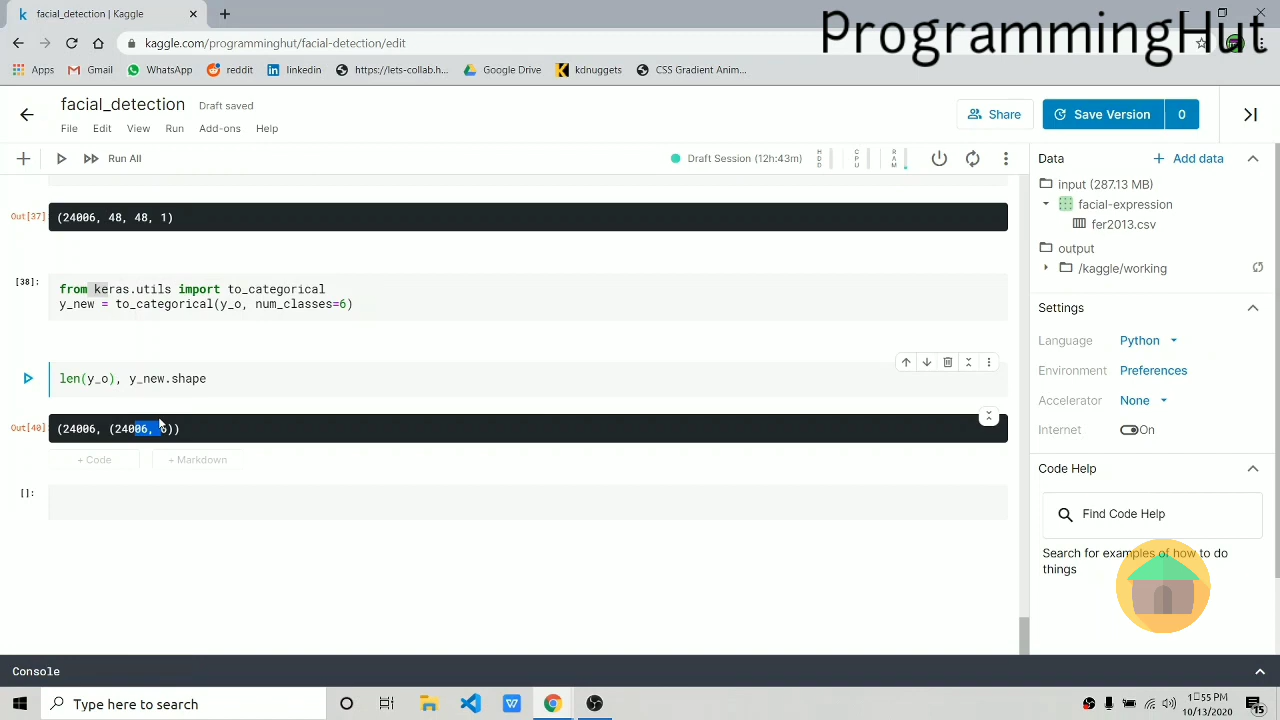 facial_detection | Kaggle
ProgrammingHut
kaggle.com/programminghut/facial-detection/edit
Apps Gmail WhatsApp reddit linkedin https://lets-collab... Google Drive kdnuggets CSS Gradient Anim...
facial_detection Draft saved
File Edit View Run Add-ons Help
Share Save Version 0
Run All Draft Session (12h:43m) HDD CPU RAM
Out[37] (24006, 48, 48, 1)
[38]: from keras.utils import to_categorical
y_new = to_categorical(y_o, num_classes=6)
len(y_o), y_new.shape
Out[40] (24006, (24006, 6))
+ Code + Markdown
[]:
Data + Add data
input (287.13 MB)
facial-expression
fer2013.csv
output
/kaggle/working
Settings
Language Python
Environment Preferences
Accelerator None
Internet On
Code Help
Find Code Help
Search for examples of how to do
things
Console
Type here to search
1:55 PM
10/13/2020
15